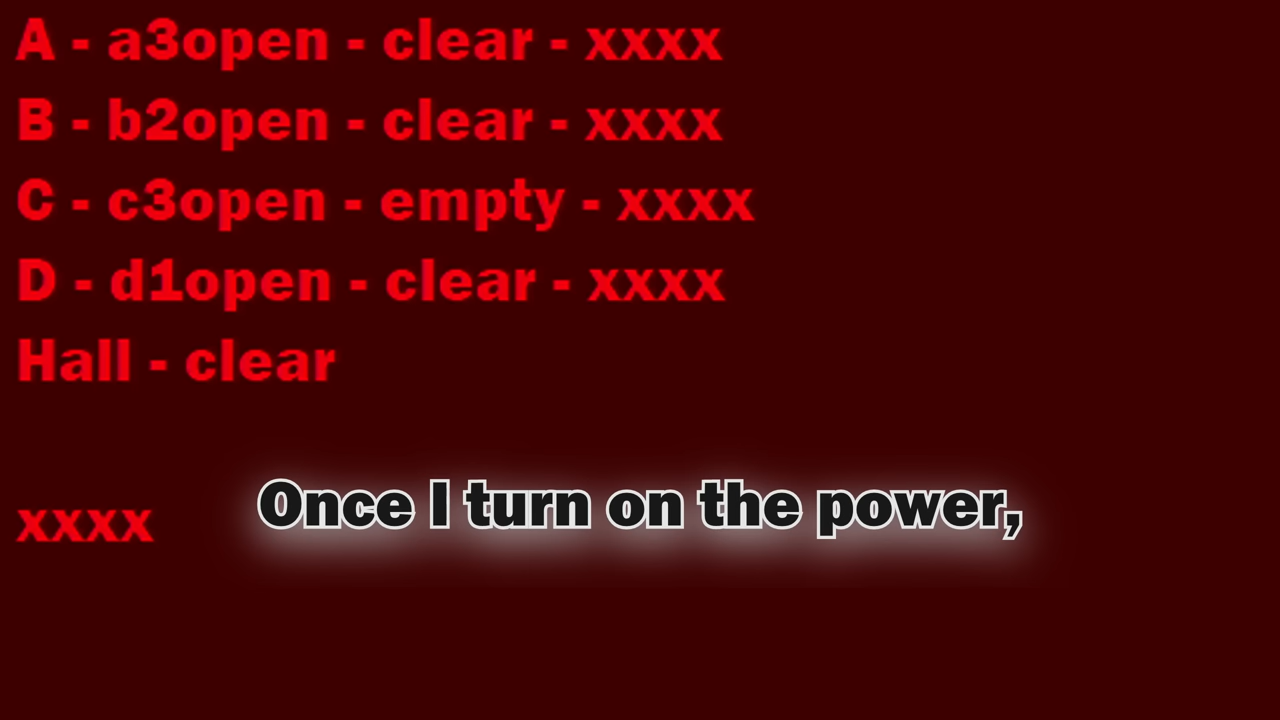 A - a3open - clear - xxxx
B - b2open - clear - xxxx
C - c3open - empty - xxxx
D - d1open - clear - xxxx
Hall - clear
Once I turn on the power,
xxxx